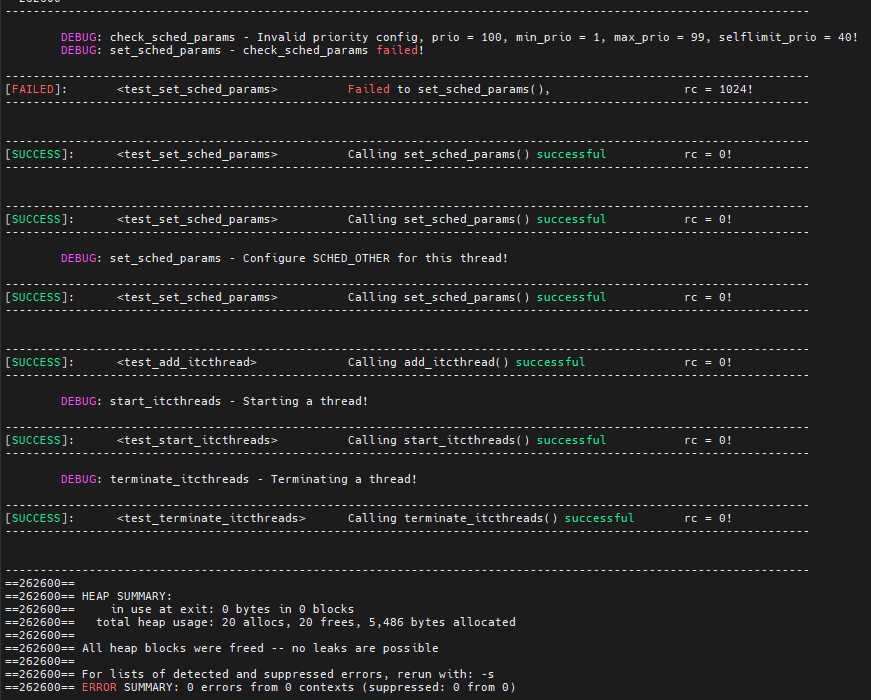 --------------------------------------------------------------------------------------------------------------------
DEBUG: check_sched_params - Invalid priority config, prio = 100, min_prio = 1, max_prio = 99, selflimit_prio = 40!
DEBUG: set_sched_params - check_sched_params failed!
--------------------------------------------------------------------------------------------------------------------
[FAILED]: <test_set_sched_params> Failed to set_sched_params(), rc = 1024!
--------------------------------------------------------------------------------------------------------------------
--------------------------------------------------------------------------------------------------------------------
[SUCCESS]: <test_set_sched_params> Calling set_sched_params() successful rc = 0!
--------------------------------------------------------------------------------------------------------------------
--------------------------------------------------------------------------------------------------------------------
[SUCCESS]: <test_set_sched_params> Calling set_sched_params() successful rc = 0!
--------------------------------------------------------------------------------------------------------------------
DEBUG: set_sched_params - Configure SCHED_OTHER for this thread!
--------------------------------------------------------------------------------------------------------------------
[SUCCESS]: <test_set_sched_params> Calling set_sched_params() successful rc = 0!
--------------------------------------------------------------------------------------------------------------------
--------------------------------------------------------------------------------------------------------------------
[SUCCESS]: <test_add_itcthread> Calling add_itcthread() successful rc = 0!
--------------------------------------------------------------------------------------------------------------------
DEBUG: start_itcthreads - Starting a thread!
--------------------------------------------------------------------------------------------------------------------
[SUCCESS]: <test_start_itcthreads> Calling start_itcthreads() successful rc = 0!
--------------------------------------------------------------------------------------------------------------------
DEBUG: terminate_itcthreads - Terminating a thread!
--------------------------------------------------------------------------------------------------------------------
[SUCCESS]: <test_terminate_itcthreads> Calling terminate_itcthreads() successful rc = 0!
--------------------------------------------------------------------------------------------------------------------
--------------------------------------------------------------------------------------------------------------------
==262600==
==262600== HEAP SUMMARY:
==262600== in use at exit: 0 bytes in 0 blocks
==262600== total heap usage: 20 allocs, 20 frees, 5,486 bytes allocated
==262600==
==262600== All heap blocks were freed -- no leaks are possible
==262600==
==262600== For lists of detected and suppressed errors, rerun with: -s
==262600== ERROR SUMMARY: 0 errors from 0 contexts (suppressed: 0 from 0)